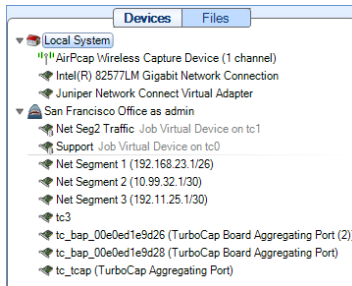 Devices Files
Local System
AirPcap Wireless Capture Device (1 channel)
Intel(R) 82577LM Gigabit Network Connection
Juniper Network Connect Virtual Adapter
San Francisco Office as admin
Net Seg2 Traffic Job Virtual Device on tc1
Support Job Virtual Device on tc0
Net Segment 1 (192.168.23.1/26)
Net Segment 2 (10.99.32.1/30)
Net Segment 3 (192.11.25.1/30)
tc3
tc_bap_00e0ed1e9d26 (TurboCap Board Aggregating Port (2))
tc_bap_00e0ed1e9d28 (TurboCap Board Aggregating Port)
tc_tcap (TurboCap Aggregating Port)